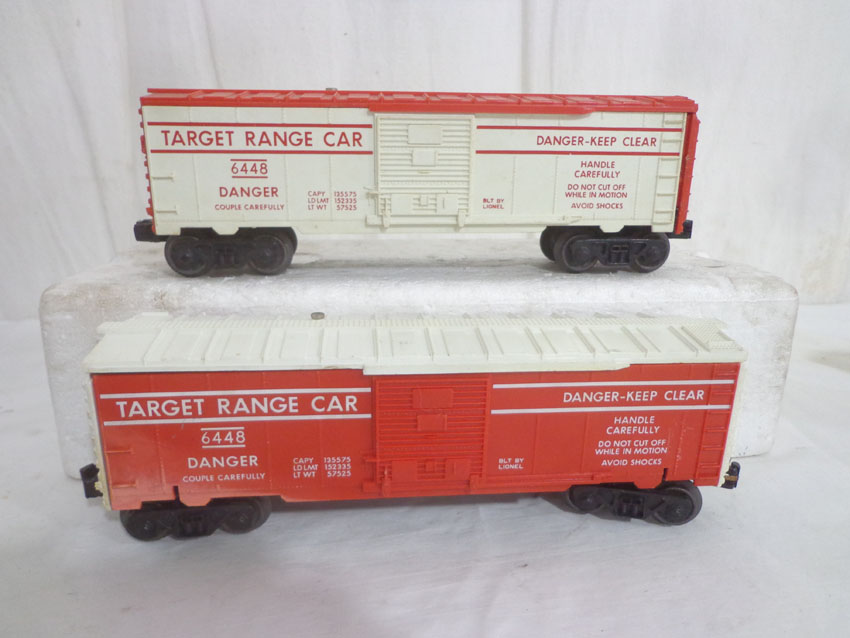 TARGET RANGE CAR
6448
DANGER
COUPLE CAREFULLY
CAPY 135575
LD LMT 152335
LT WT 57525
BLT BY
LIONEL
DANGER-KEEP CLEAR
HANDLE
CAREFULLY
DO NOT CUT OFF
WHILE IN MOTION
AVOID SHOCKS
TARGET RANGE CAR
6448
DANGER
COUPLE CAREFULLY
CAPY 135575
LD LMT 152335
LT WT 57525
BLT BY
LIONEL
DANGER-KEEP CLEAR
HANDLE
CAREFULLY
DO NOT CUT OFF
WHILE IN MOTION
AVOID SHOCKS